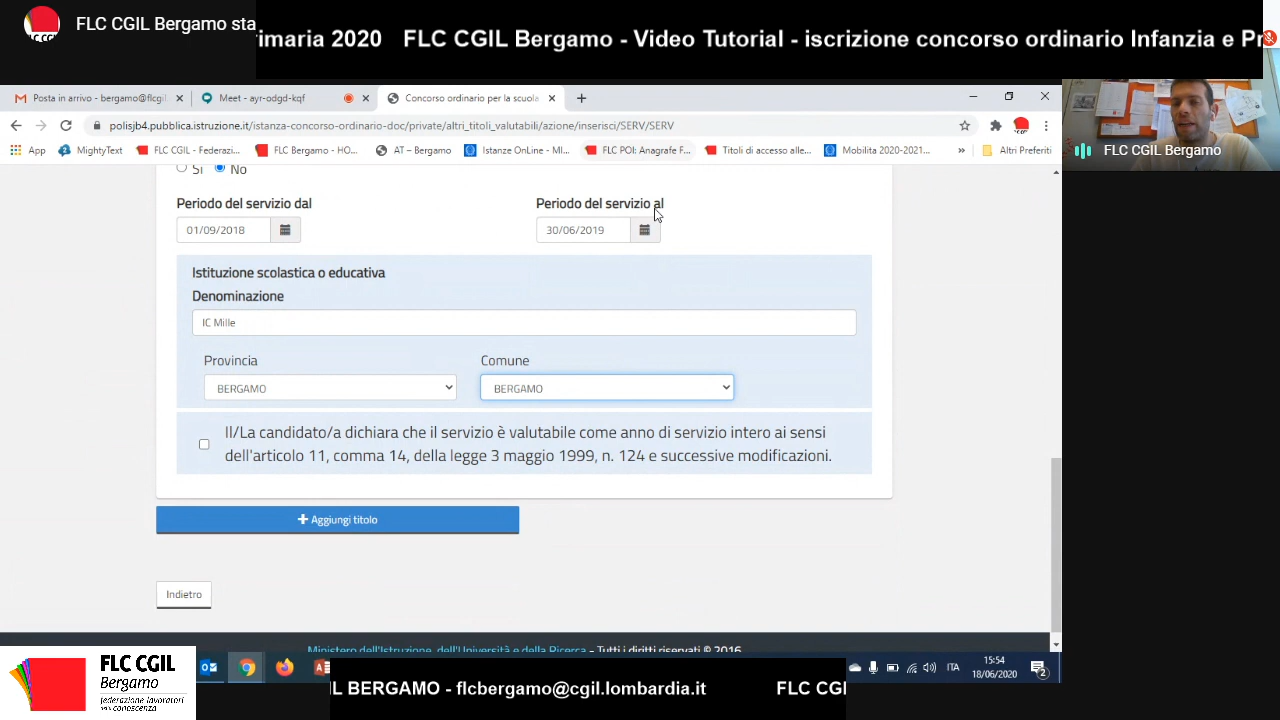 FLC CGIL Bergamo sta
rimaria 2020 FLC CGIL Bergamo - Video Tutorial - iscrizione concorso ordinario Infanzia e Pr
Posta in arrivo - bergamo@flcgil
Meet - ayr-odgd-kqf
Concorso ordinario per la scuola
polisjb4.pubblica.istruzione.it/istanza-concorso-ordinario-doc/private/altri_titoli_valutabili/azione/inserisci/SERV/SERV
App
MightyText
FLC CGIL - Federazi...
FLC Bergamo - HO...
AT – Bergamo
Istanze OnLine - MI...
FLC POI: Anagrafe F...
Titoli di accesso alle...
Mobilita 2020-2021...
»
Altri Preferiti
FLC CGIL Bergamo
Sì No
Periodo del servizio dal
Periodo del servizio al
01/09/2018
30/06/2019
Istituzione scolastica o educativa
Denominazione
IC Mille
Provincia
Comune
BERGAMO
BERGAMO
Il/La candidato/a dichiara che il servizio è valutabile come anno di servizio intero ai sensi
dell'articolo 11, comma 14, della legge 3 maggio 1999, n. 124 e successive modificazioni.
Aggiungi titolo
Indietro
Ministero dell'Istruzione, dell'Università e della Ricerca - Tutti i diritti riservati © 2016
ITA
15:54
18/06/2020
2
FLC CGIL
Bergamo
federazione lavoratori
della conoscenza
IL BERGAMO - flcbergamo@cgil.lombardia.it FLC CGI